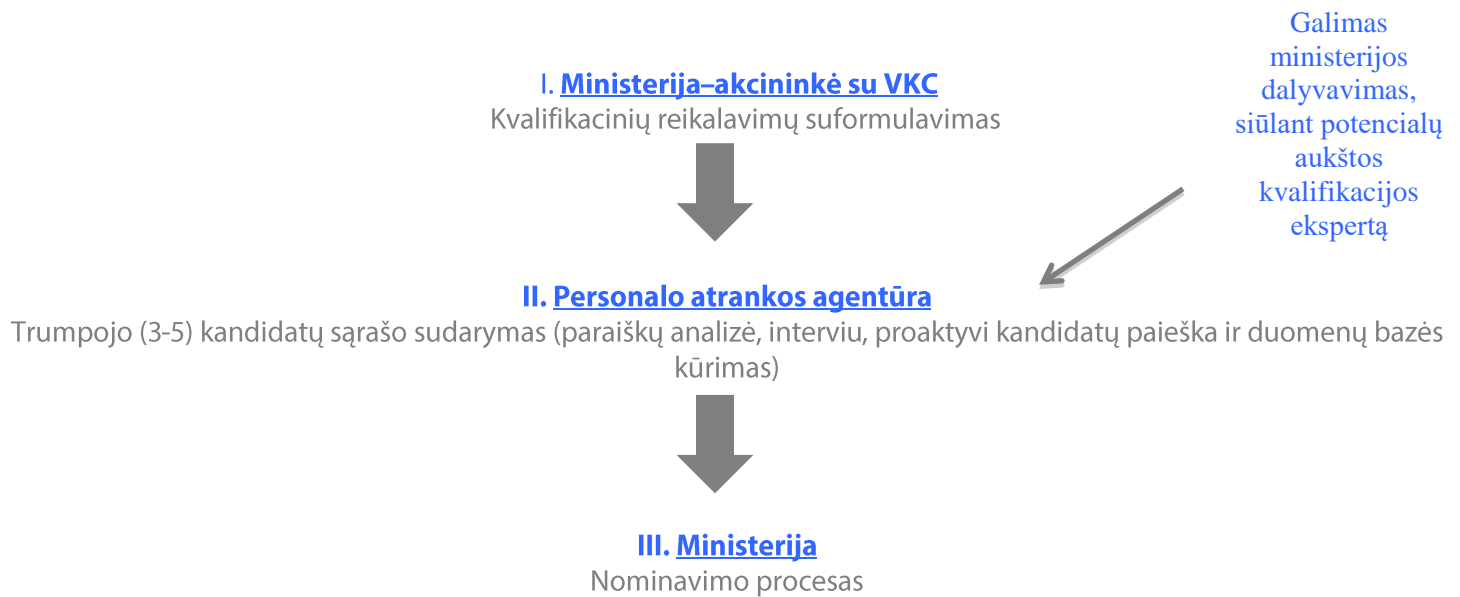 I. Ministerija–akcininkė su VKC
Kvalifikacinių reikalavimų suformulavimas
Galimas
ministerijos
dalyvavimas,
siūlant potencialų
aukštos
kvalifikacijos
ekspertą
II. Personalo atrankos agentūra
Trumpojo (3-5) kandidatų sąrašo sudarymas (paraiškų analizė, interviu, proaktyvi kandidatų paieška ir duomenų bazės
kūrimas)
III. Ministerija
Nominavimo procesas